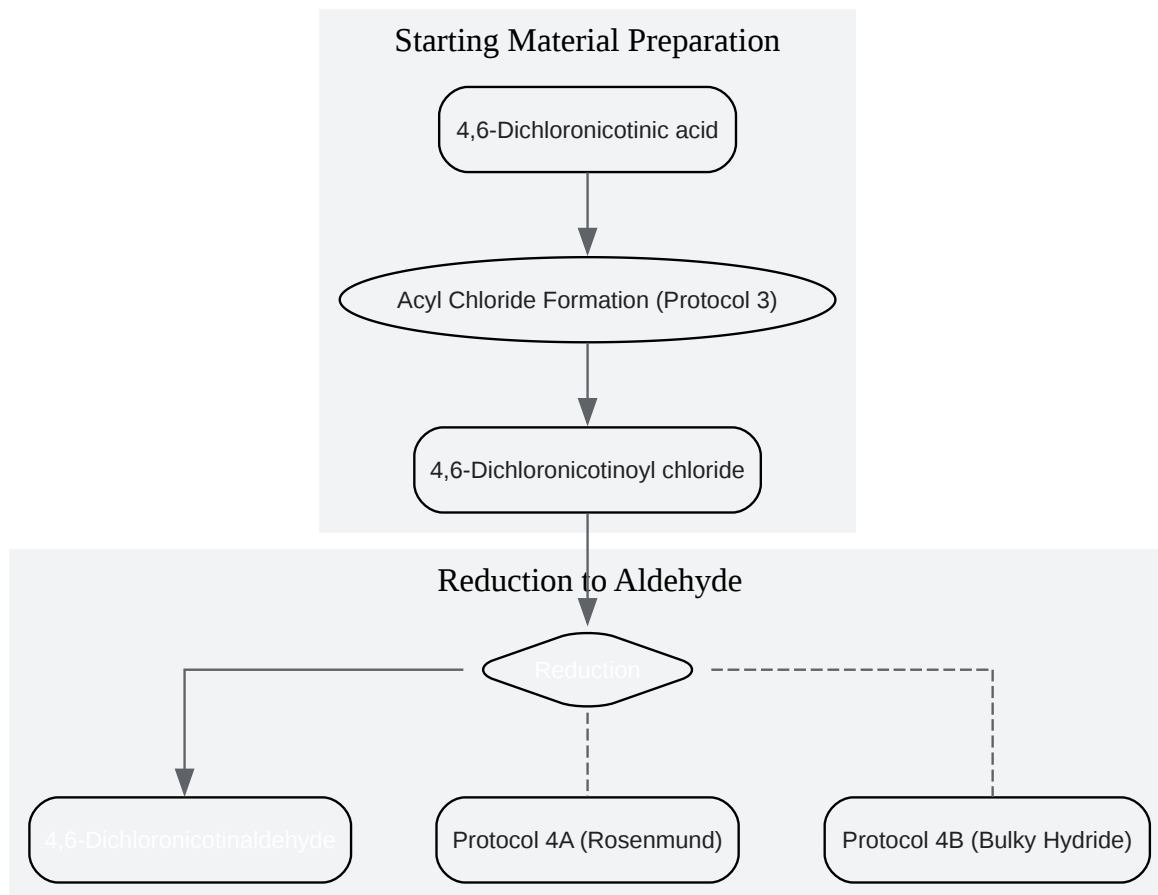 Starting Material Preparation
4,6-Dichloronicotinic acid
Acyl Chloride Formation (Protocol 3)
4,6-Dichloronicotinoyl chloride
Reduction to Aldehyde
Reduction
4,6-Dichloronicotinaldehyde
Protocol 4A (Rosenmund)
Protocol 4B (Bulky Hydride)